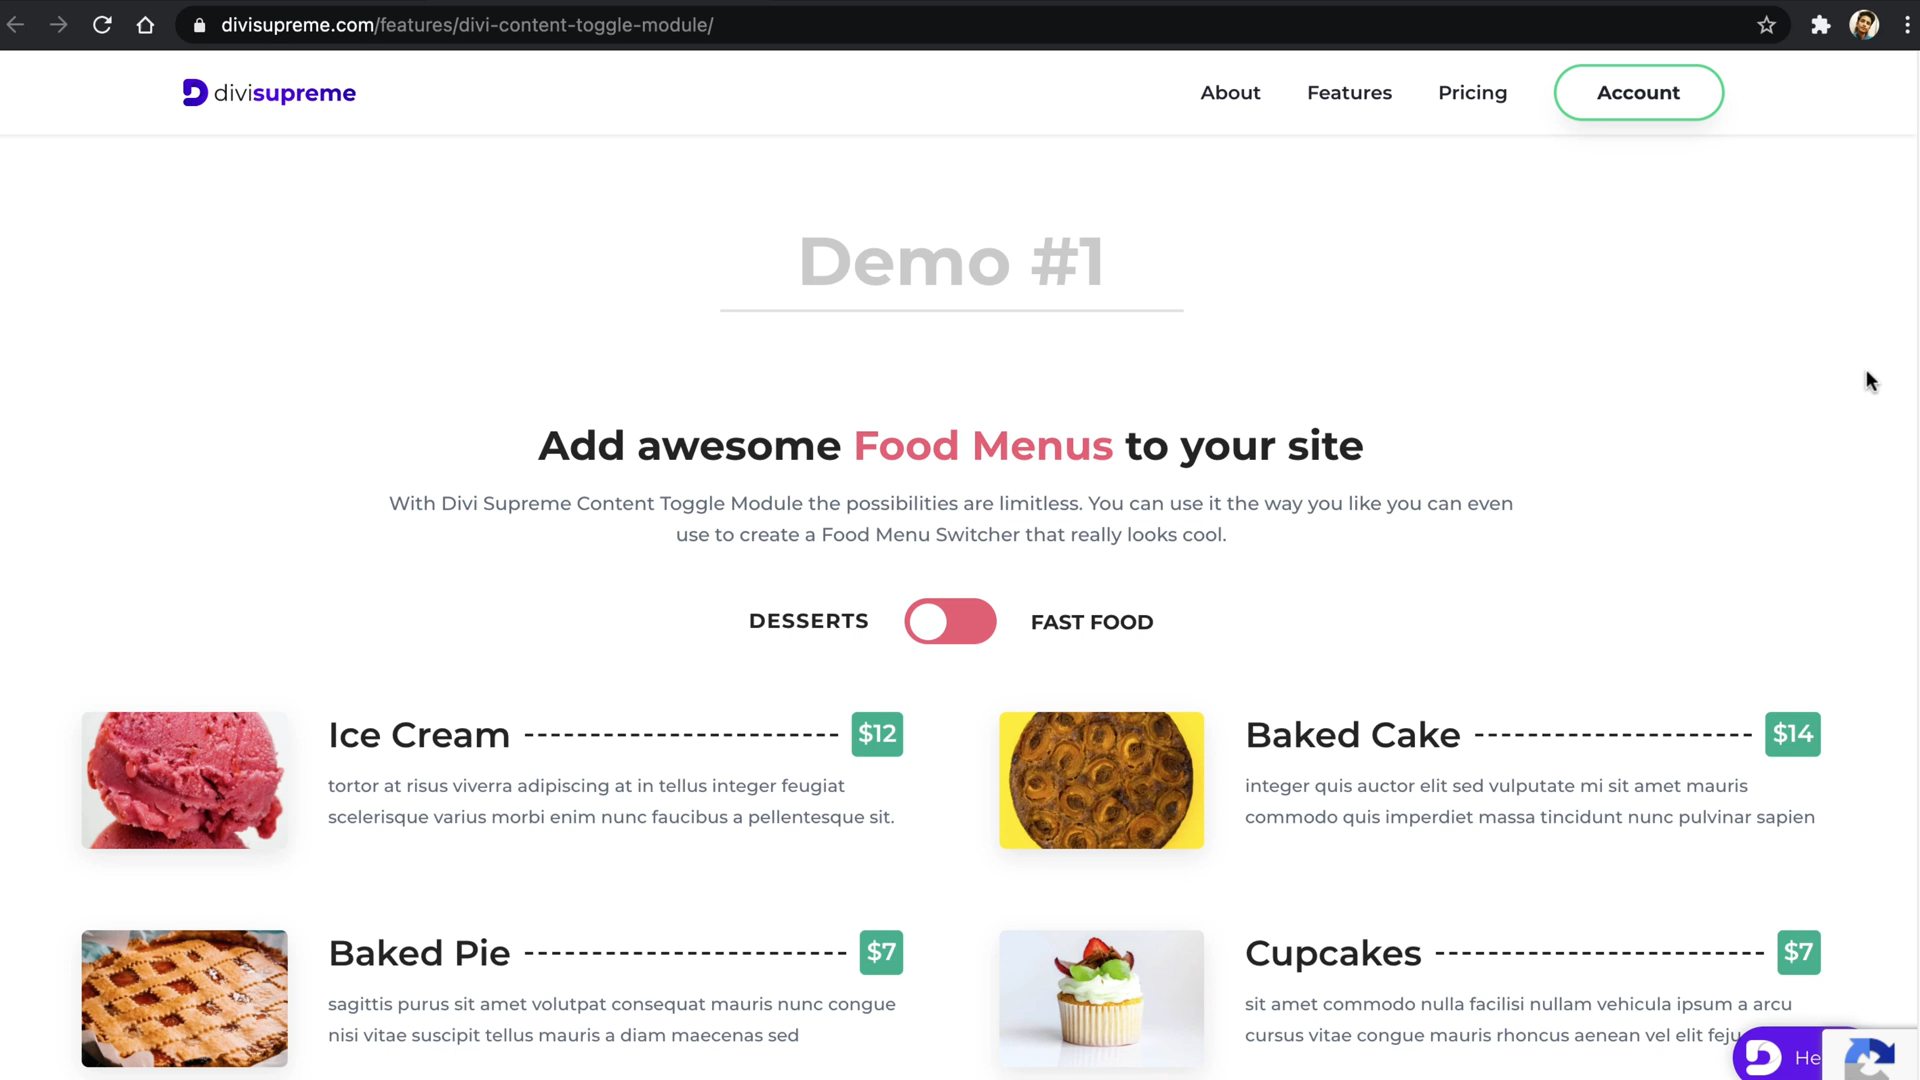 divisupreme.com/features/divi-content-toggle-module/
divisupreme
About
Features
Pricing
Account
Demo #1
Add awesome Food Menus to your site
With Divi Supreme Content Toggle Module the possibilities are limitless. You can use it the way you like you can even
use to create a Food Menu Switcher that really looks cool.
DESSERTS
FAST FOOD
Ice Cream
$12
tortor at risus viverra adipiscing at in tellus integer feugiat
scelerisque varius morbi enim nunc faucibus a pellentesque sit.
Baked Cake
$14
integer quis auctor elit sed vulputate mi sit amet mauris
commodo quis imperdiet massa tincidunt nunc pulvinar sapien
Baked Pie
$7
sagittis purus sit amet volutpat consequat mauris nunc congue
nisi vitae suscipit tellus mauris a diam maecenas sed
Cupcakes
$7
sit amet commodo nulla facilisi nullam vehicula ipsum a arcu
cursus vitae congue mauris rhoncus aenean vel elit